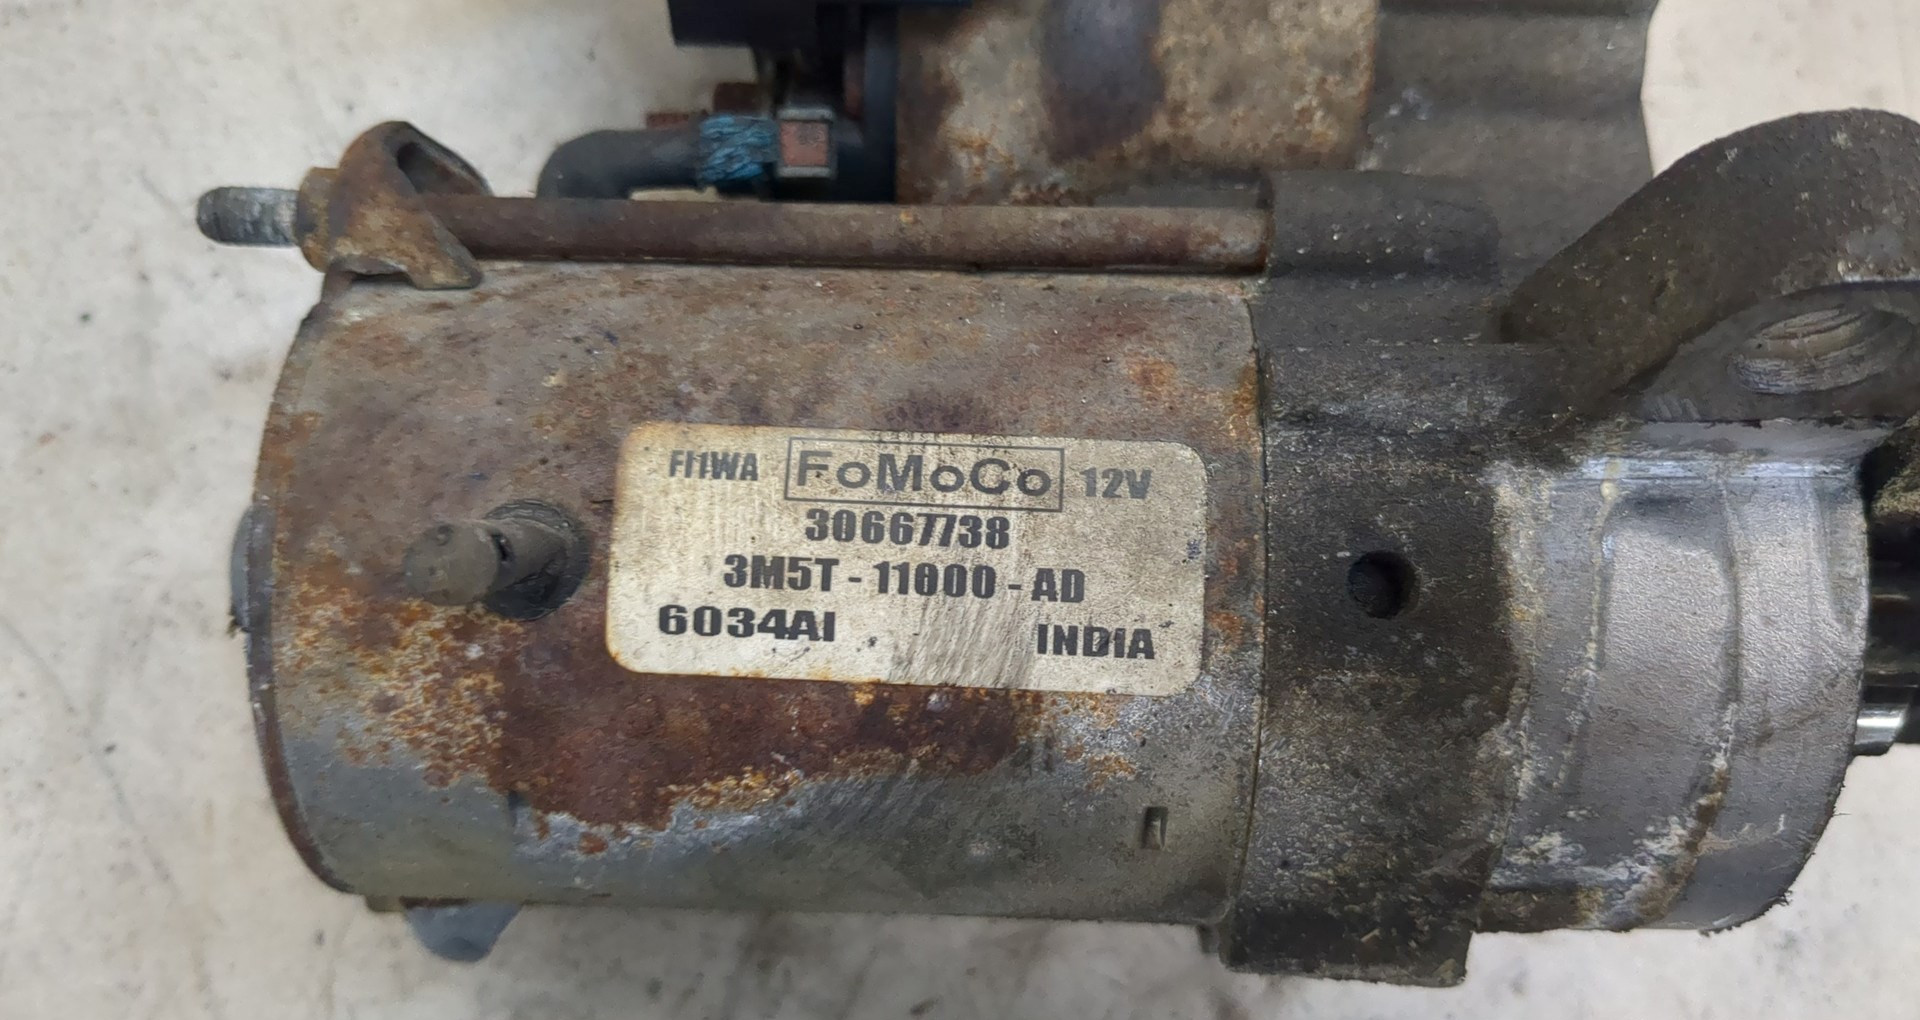 FI1WA FoMoCo 12V
30667738
3M5T - 11000 - AD
6034AI INDIA